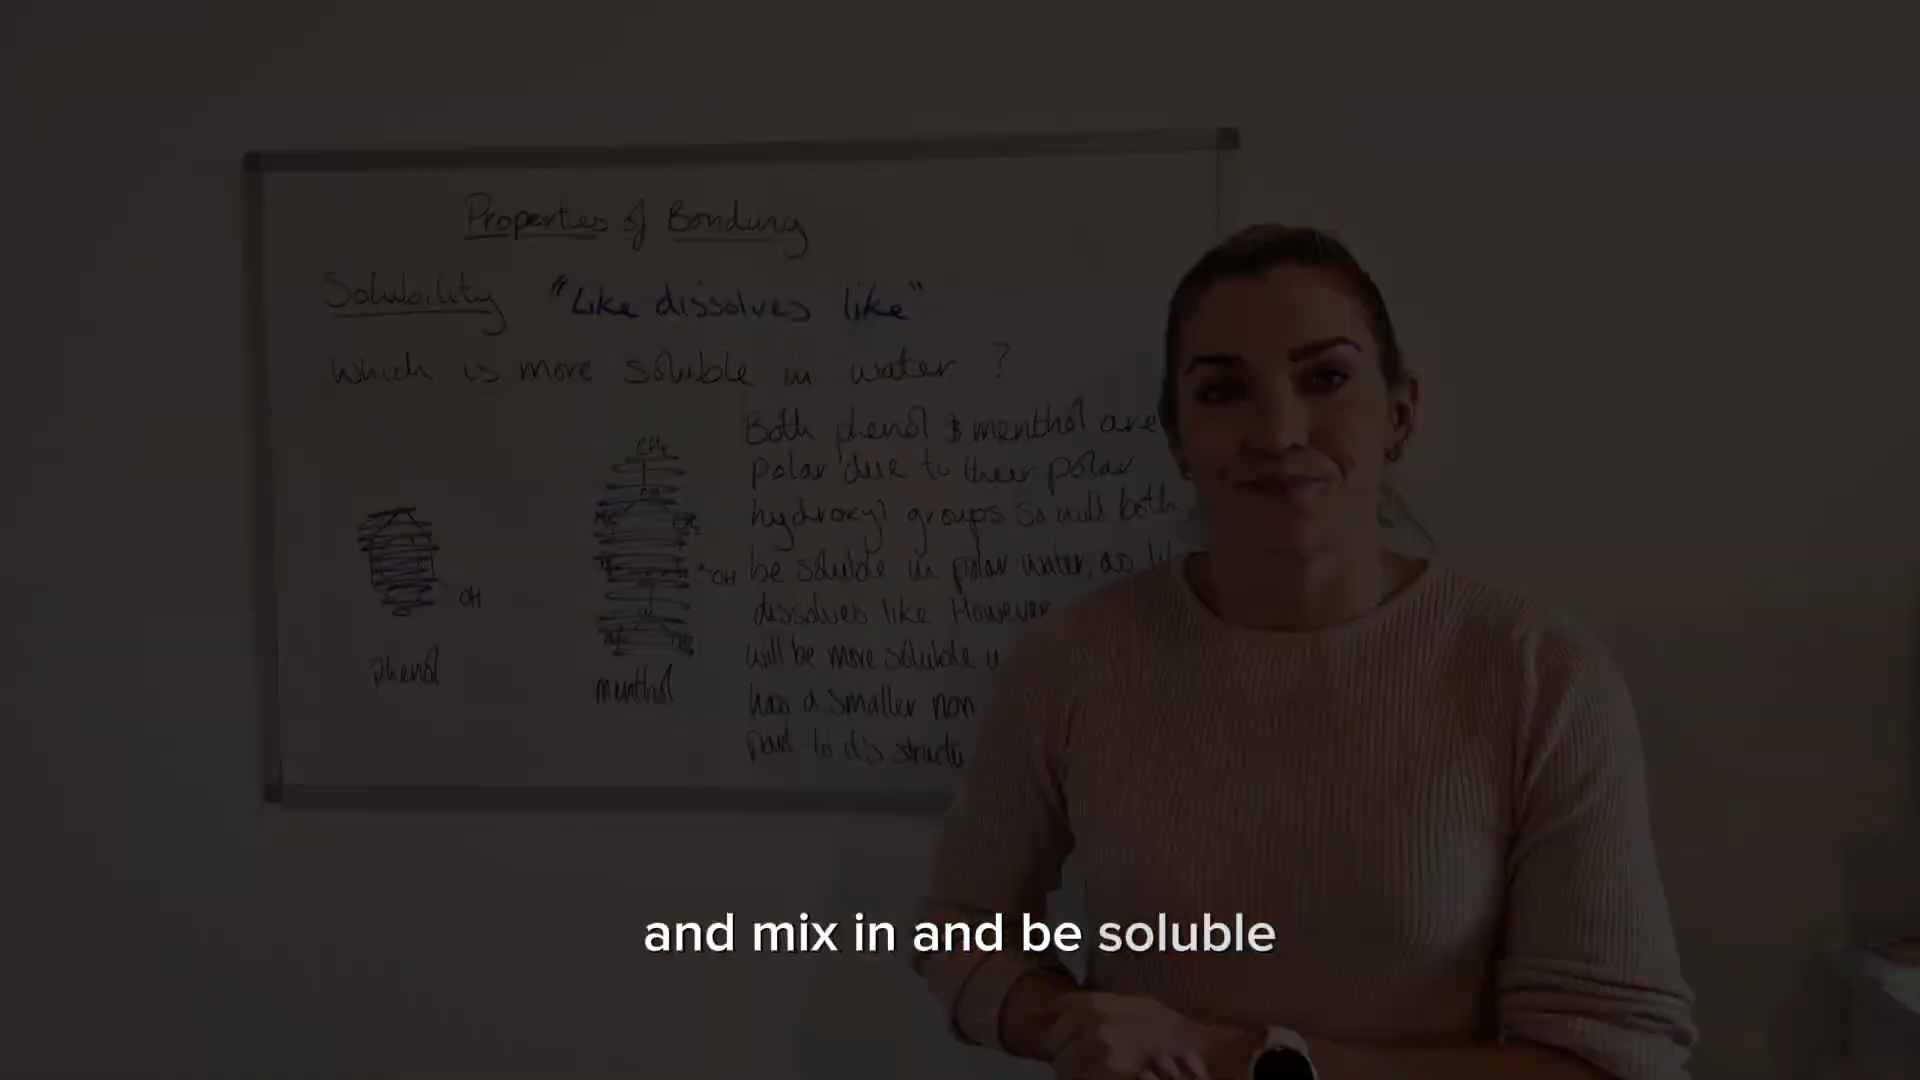 Properties of Bonding
Solubility "Like dissolves like"
Which is more soluble in water ?
Both phenol & menthol are
polar due to their polar
hydroxyl groups so will both
be soluble in polar water, as
dissolves like However
will be more soluble
has a smaller non
part to it's
CH3
OH
OH
phenol
menthol
and mix in and be soluble